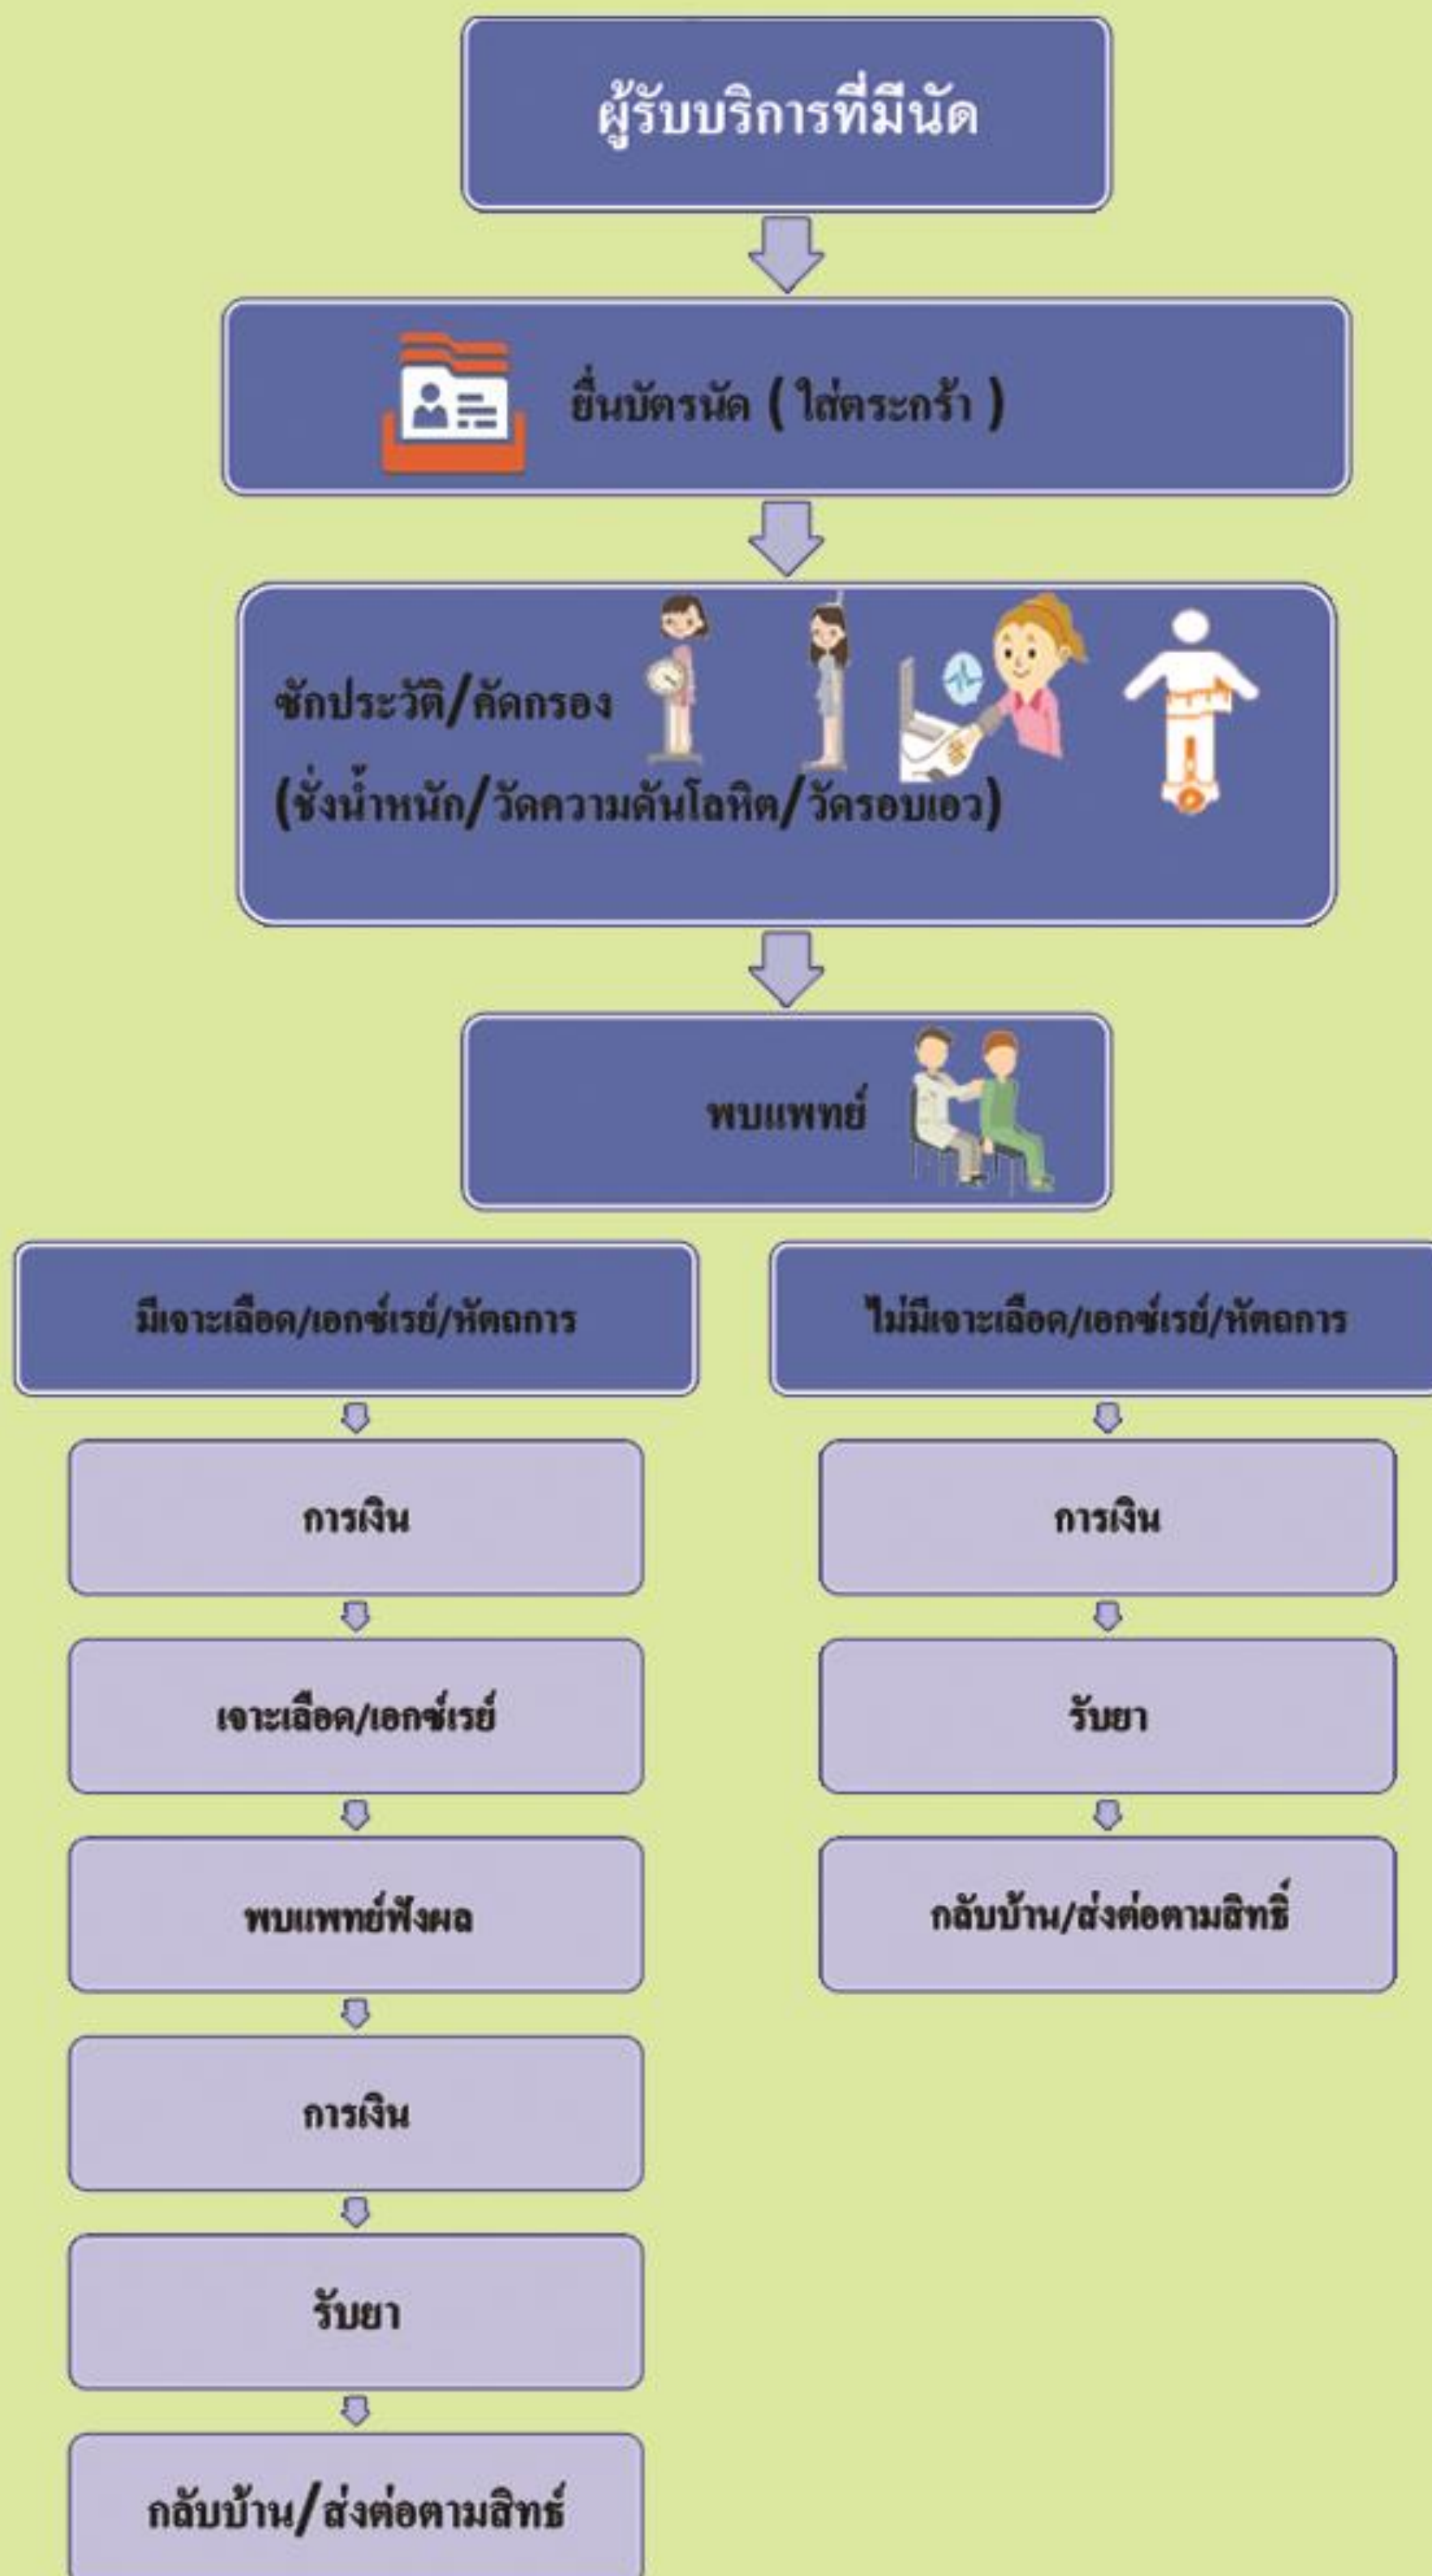 ผู้รับบริการที่มีนัด
ยื่นบัตรนัด ( ใส่ตระกร้า )
ซักประวัติ/คัดกรอง
(ชั่งน้ำหนัก/วัดความดันโลหิต/วัดรอบเอว)
พบแพทย์
มีเจาะเลือด/เอกซ์เรย์/หัตถการ
การเงิน
เจาะเลือด/เอกซ์เรย์
พบแพทย์ฟังผล
การเงิน
รับยา
กลับบ้าน/ส่งต่อตามสิทธ์
ไม่มีเจาะเลือด/เอกซ์เรย์/หัตถการ
การเงิน
รับยา
กลับบ้าน/ส่งต่อตามสิทธิ์